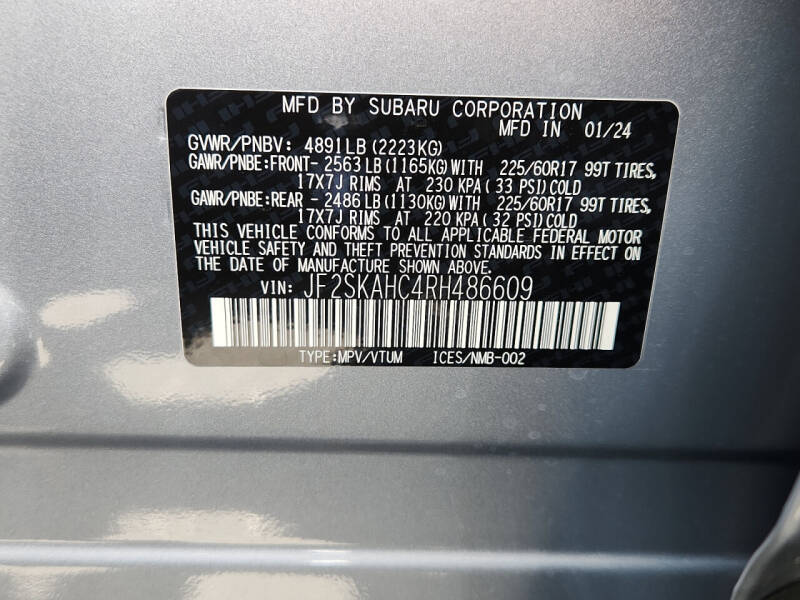 MFD BY SUBARU CORPORATION
MFD IN 01/24
GVWR/PNBV: 4891LB(2223KG)
GAWR/PNBE:FRONT- 2563LB(1165KG)WITH 225/60R17 99T TIRES,
17X7J RIMS AT 230 KPA( 33 PSI)COLD
GAWR/PNBE:REAR - 2486LB(1130KG)WITH 225/60R17 99T TIRES,
17X7J RIMS AT 220 KPA( 32 PSI)COLD
THIS VEHICLE CONFORMS TO ALL APPLICABLE FEDERAL MOTOR
VEHICLE SAFETY AND THEFT PREVENTION STANDARDS IN EFFECT ON
THE DATE OF MANUFACTURE SHOWN ABOVE.
VIN: JF2SKAHC4RH486609
TYPE:MPV/VTUM ICES/NMB-002